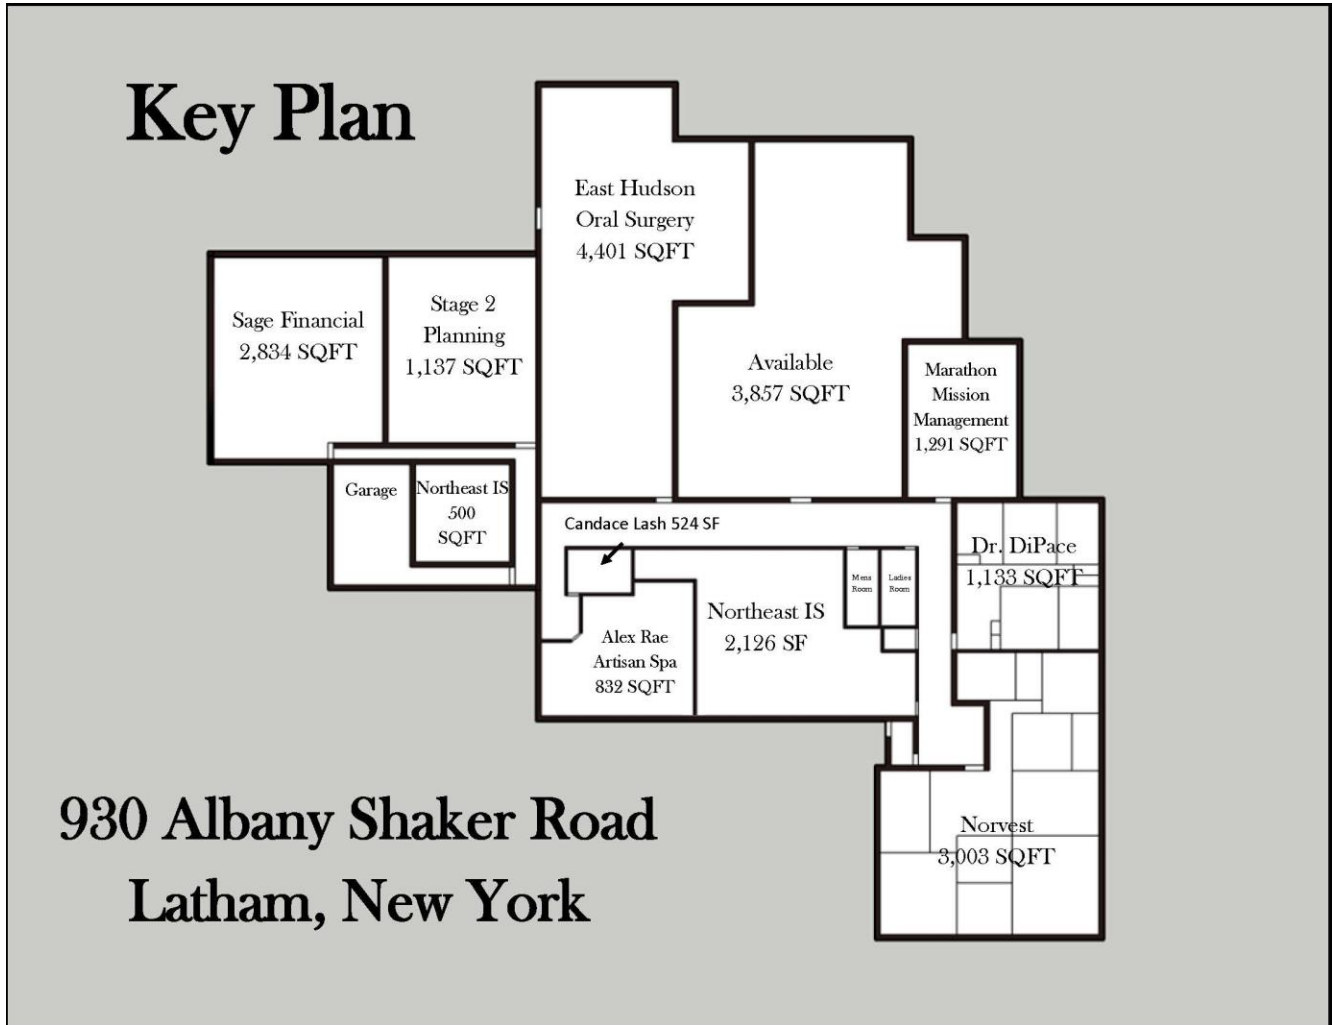 Key Plan
East Hudson
Oral Surgery
4,401 SQFT
Sage Financial
2,834 SQFT
Stage 2
Planning
1,137 SQFT
Available
3,857 SQFT
Marathon
Mission
Management
1,291 SQFT
Garage
Northeast IS
500
SQFT
Candace Lash 524 SF
Dr. DiPace
1,133 SQFT
Mens
Room
Ladies
Room
Northeast IS
2,126 SF
Alex Rae
Artisan Spa
832 SQFT
Norvest
3,003 SQFT
930 Albany Shaker Road
Latham, New York